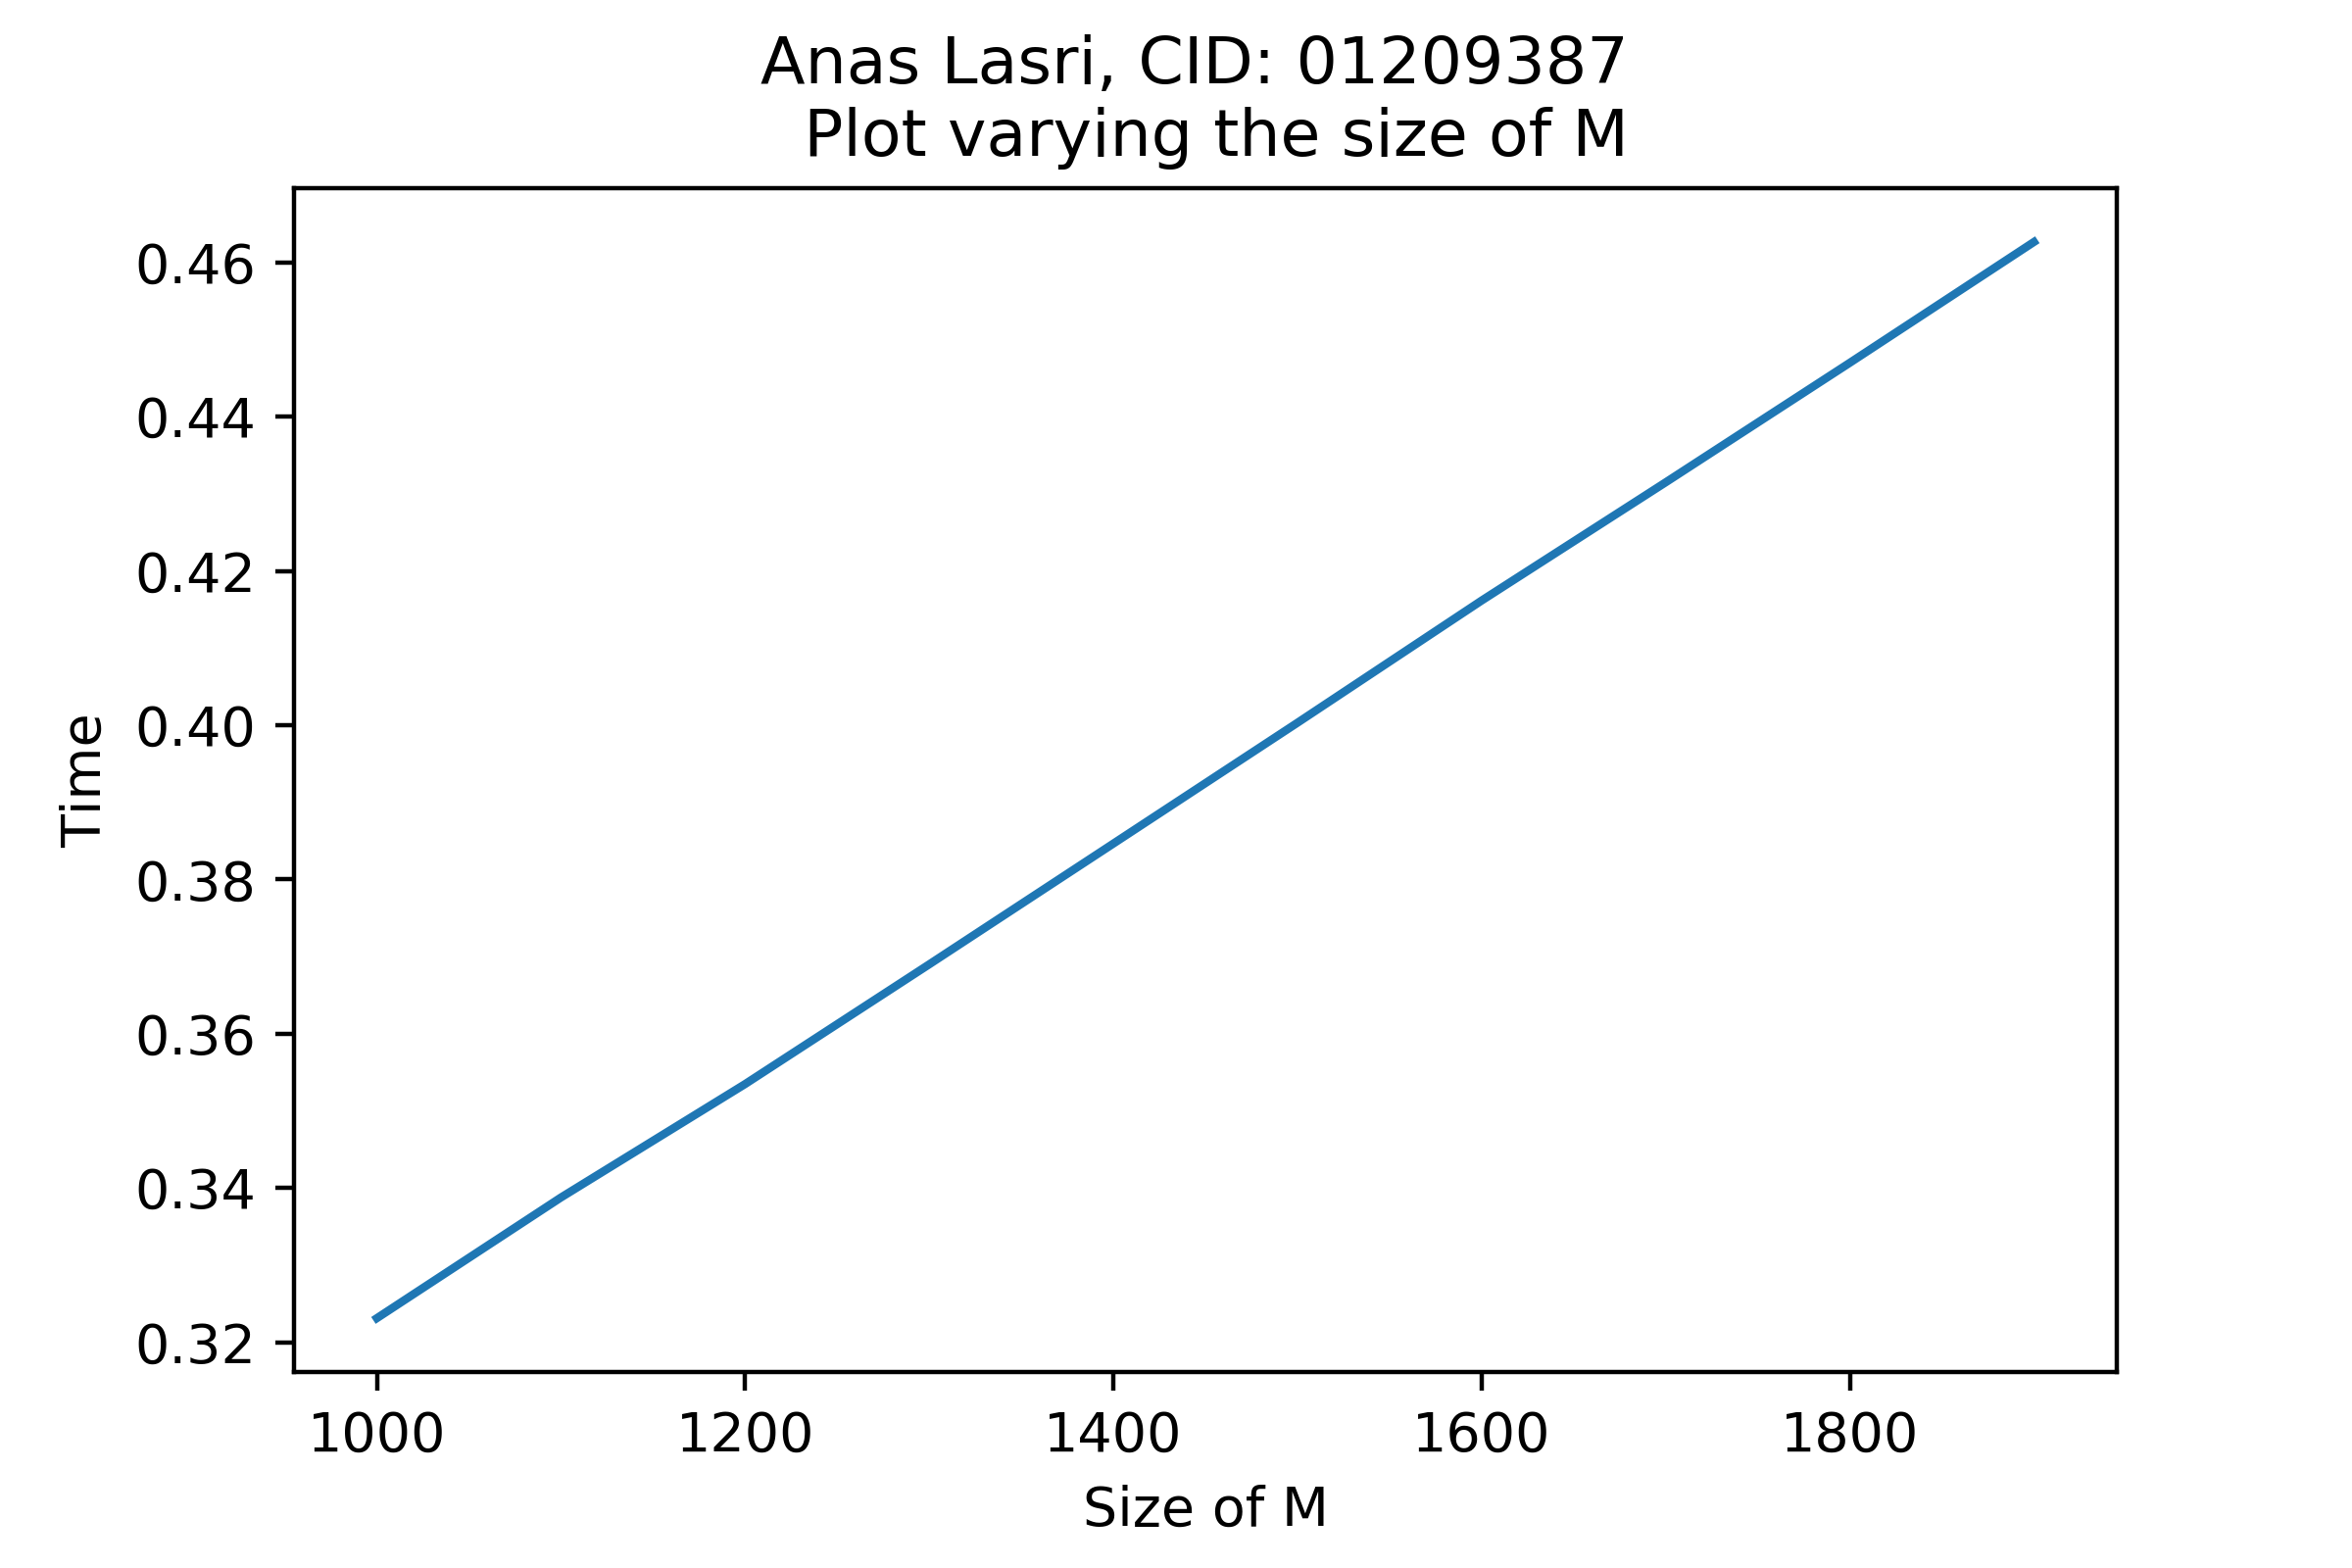 Anas Lasri, CID: 01209387
Plot varying the size of M
0.46
0.44
0.42
0.40
0.38
0.36
0.34
0.32
Time
1000 1200 1400 1600 1800
Size of M